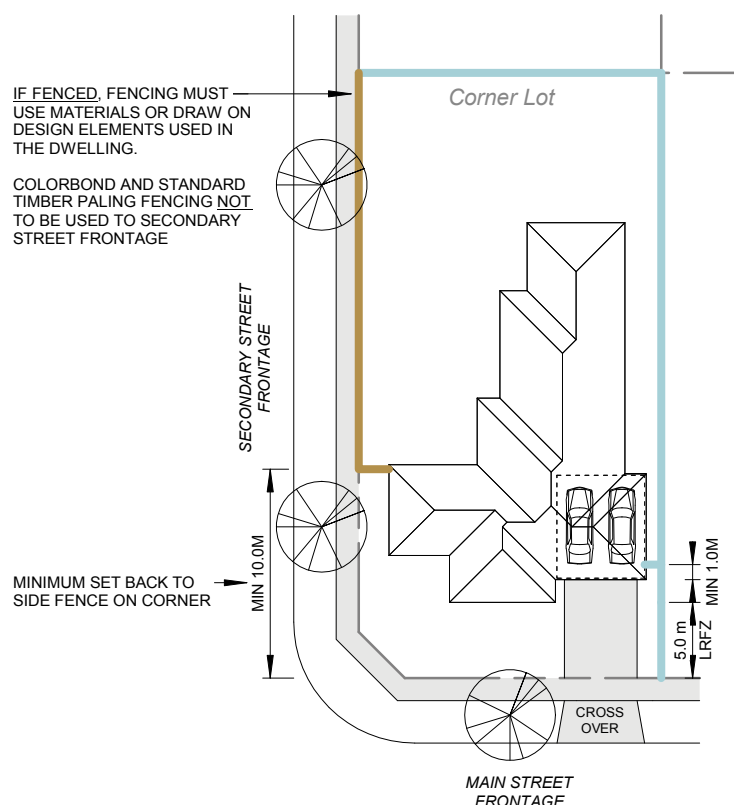 IF FENCED, FENCING MUST
USE MATERIALS OR DRAW ON
DESIGN ELEMENTS USED IN
THE DWELLING.
COLORBOND AND STANDARD
TIMBER PALING FENCING NOT
TO BE USED TO SECONDARY
STREET FRONTAGE
Corner Lot
SECONDARY STREET
FRONTAGE
MIN 10.0M
MINIMUM SET BACK TO
SIDE FENCE ON CORNER
MIN 1.0M
5.0 m
LRFZ
CROSS
OVER
MAIN STREET
FRONTAGE